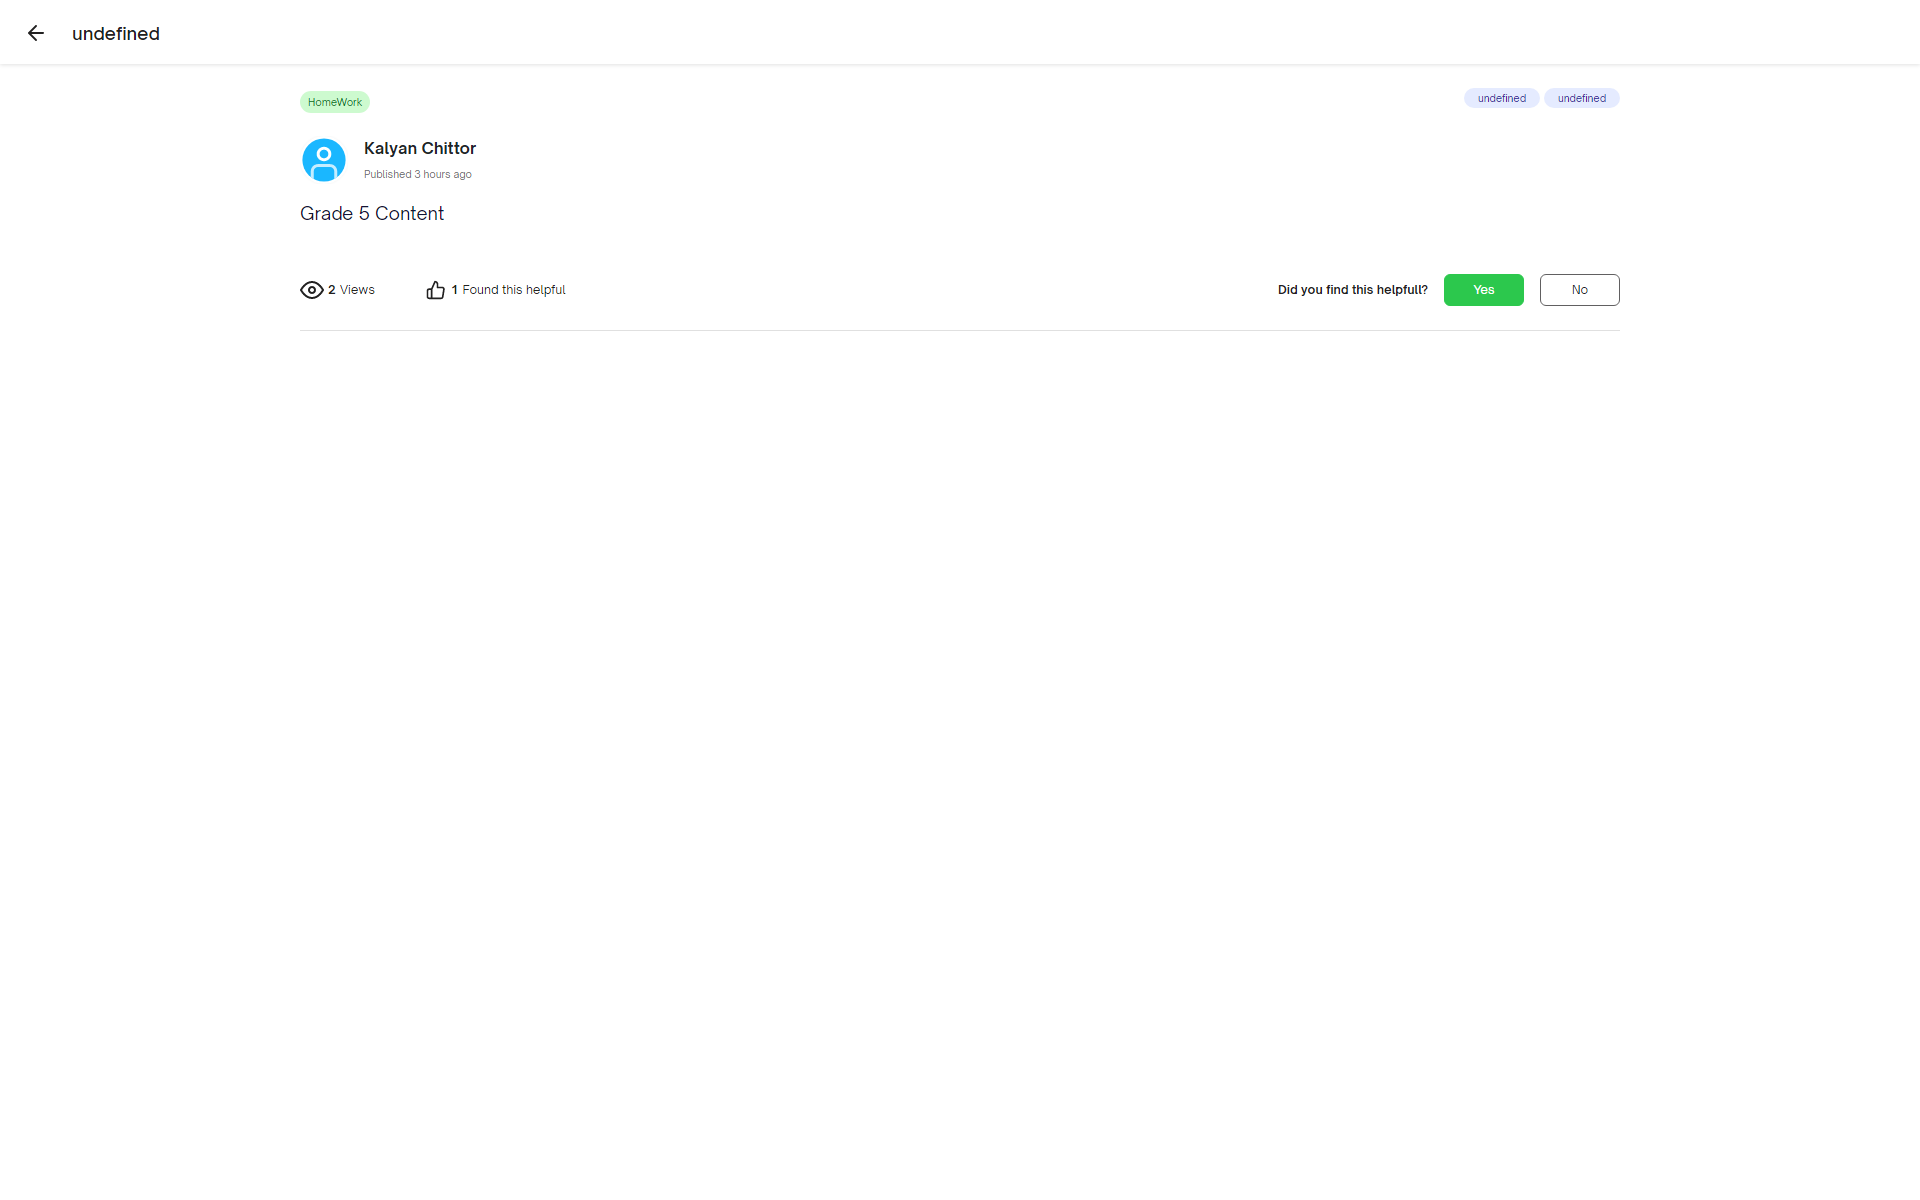 undefined
HomeWork
undefined undefined
Kalyan Chittor
Published 3 hours ago
Grade 5 Content
2 Views
1 Found this helpful
Did you find this helpfull?
Yes
No